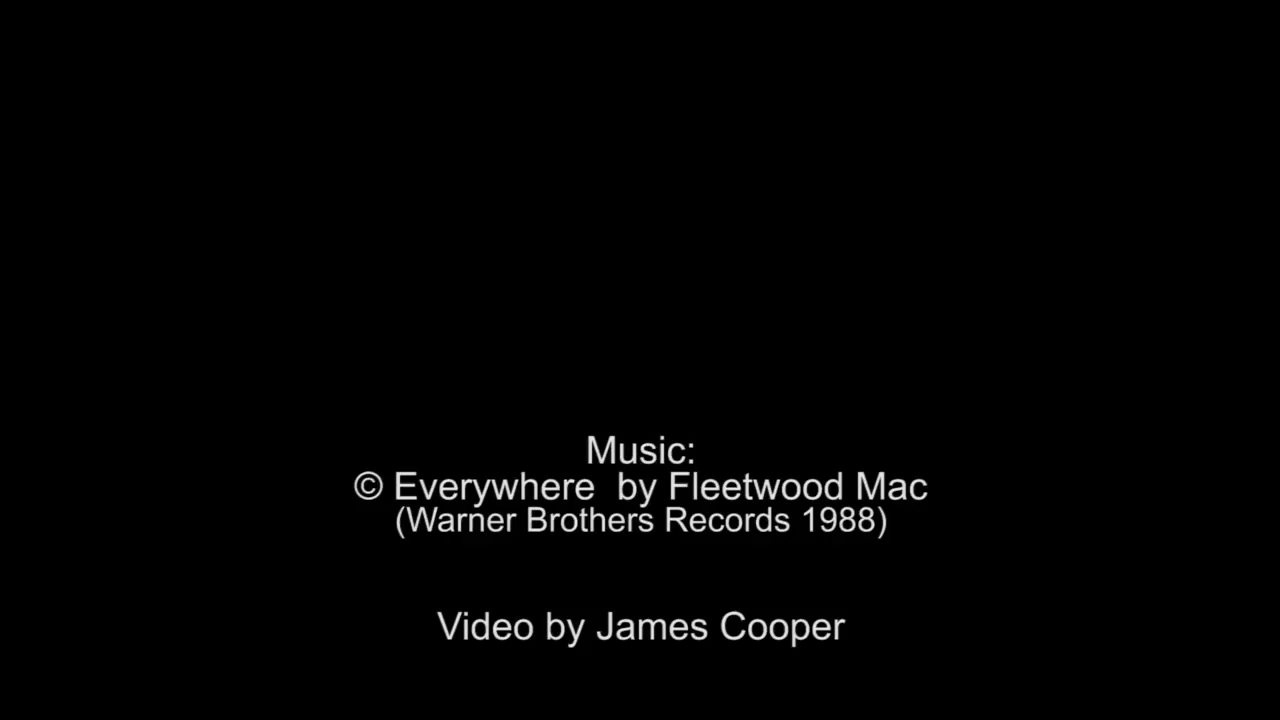 Music:
© Everywhere  by Fleetwood Mac
(Warner Brothers Records 1988)
Video by James Cooper